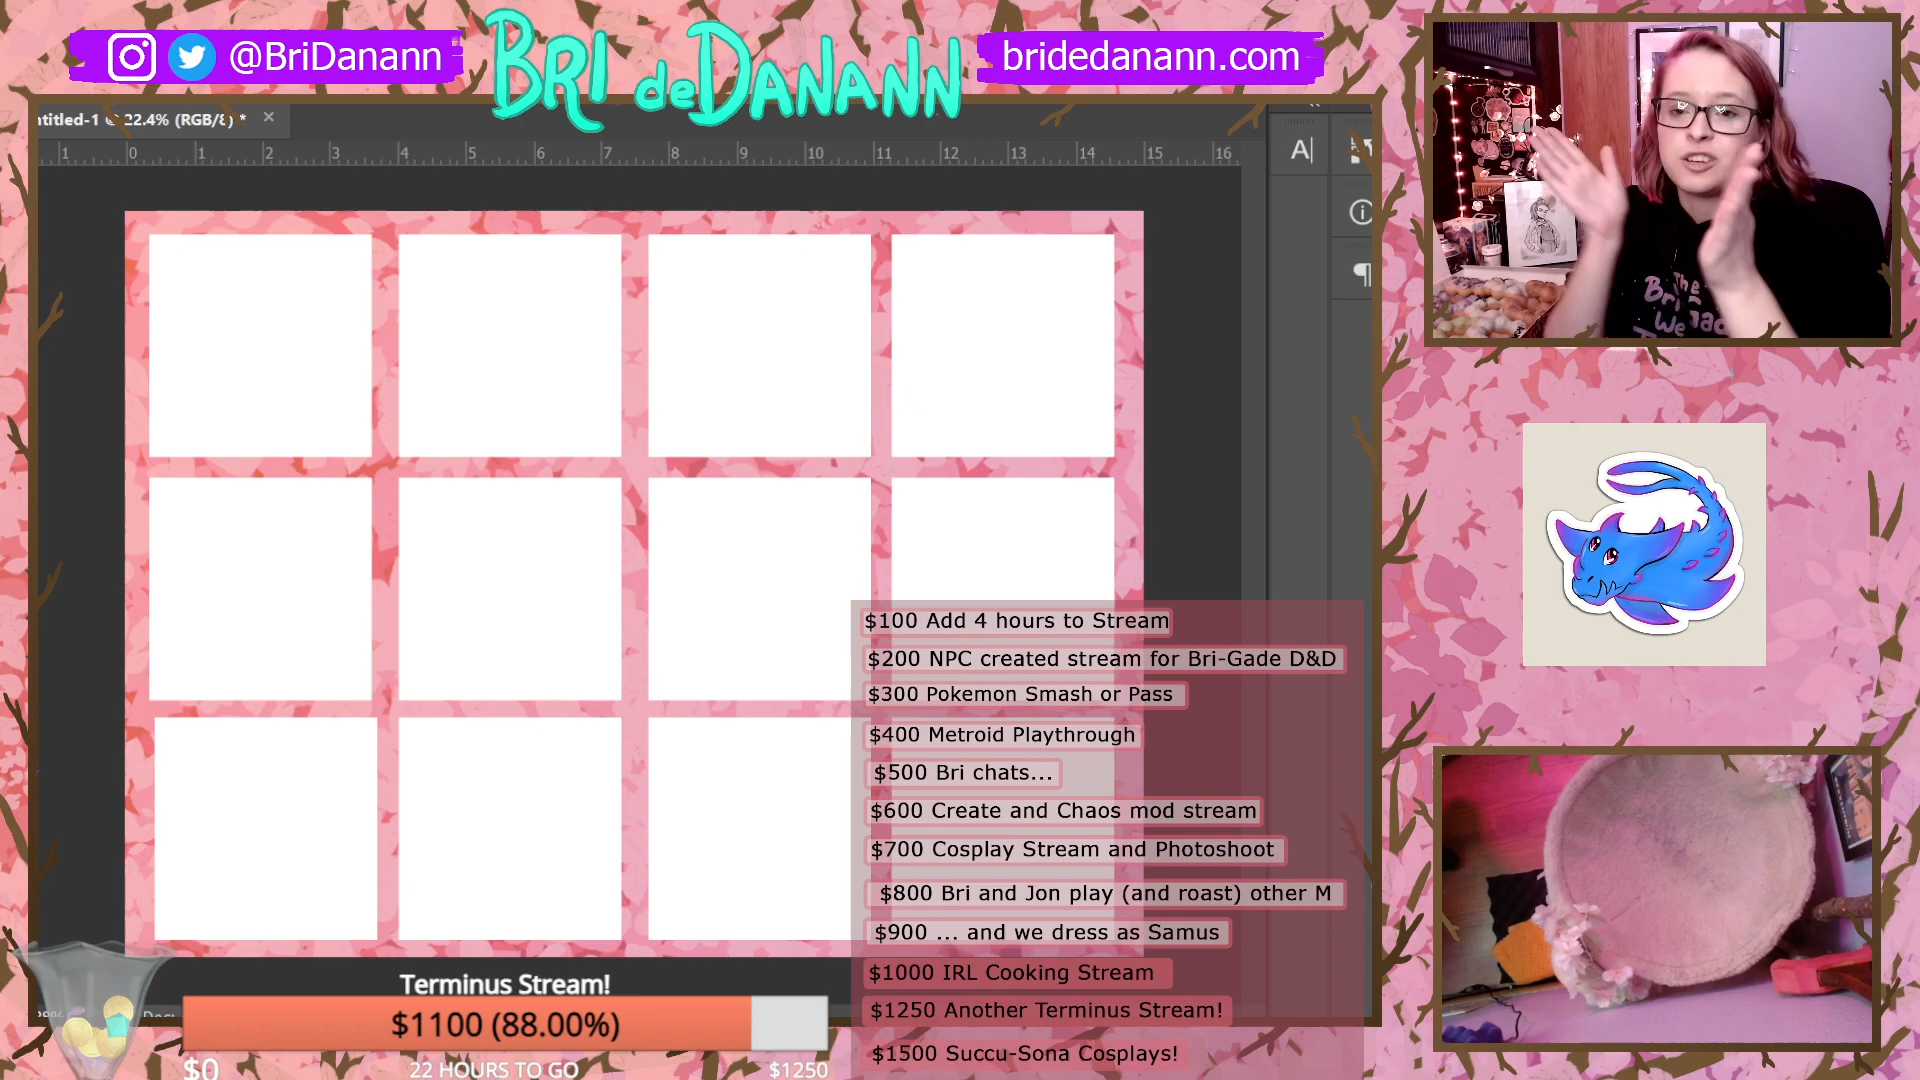 @BriDanann
BRI deDANANN
bridedanann.com
ntitled-1 @ 22.4% (RGB/8) *
1 0 1 2 3 4 5 6 7 8 9 10 11 12 13 14 15 16
A
$100 Add 4 hours to Stream
$200 NPC created stream for Bri-Gade D&D
$300 Pokemon Smash or Pass
$400 Metroid Playthrough
$500 Bri chats...
$600 Create and Chaos mod stream
$700 Cosplay Stream and Photoshoot
$800 Bri and Jon play (and roast) other M
$900 ... and we dress as Samus
$1000 IRL Cooking Stream
$1250 Another Terminus Stream!
$1500 Succu-Sona Cosplays!
Terminus Stream!
$1100 (88.00%)
$0
22 HOURS TO GO
$1250
The
We